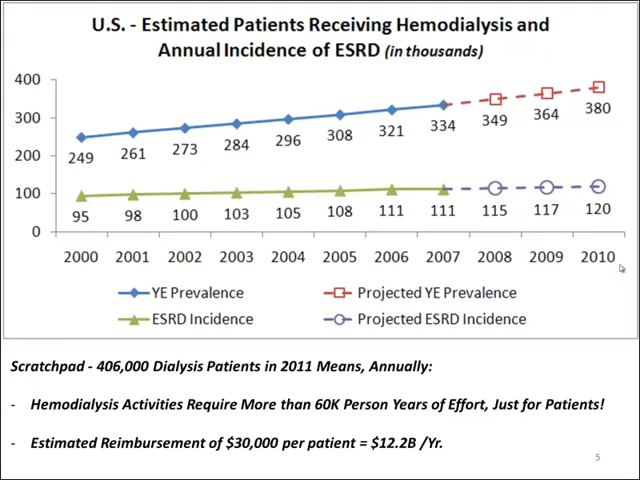 U.S. - Estimated Patients Receiving Hemodialysis and
Annual Incidence of ESRD (in thousands)
400
300
200
100
0
249 261 273 284 296 308 321 334 349 364 380
95 98 100 103 105 108 111 111 115 117 120
2000 2001 2002 2003 2004 2005 2006 2007 2008 2009 2010
YE Prevalence Projected YE Prevalence
ESRD Incidence Projected ESRD Incidence
Scratchpad - 406,000 Dialysis Patients in 2011 Means, Annually:
- Hemodialysis Activities Require More than 60K Person Years of Effort, Just for Patients!
- Estimated Reimbursement of $30,000 per patient = $12.2B /Yr.
5